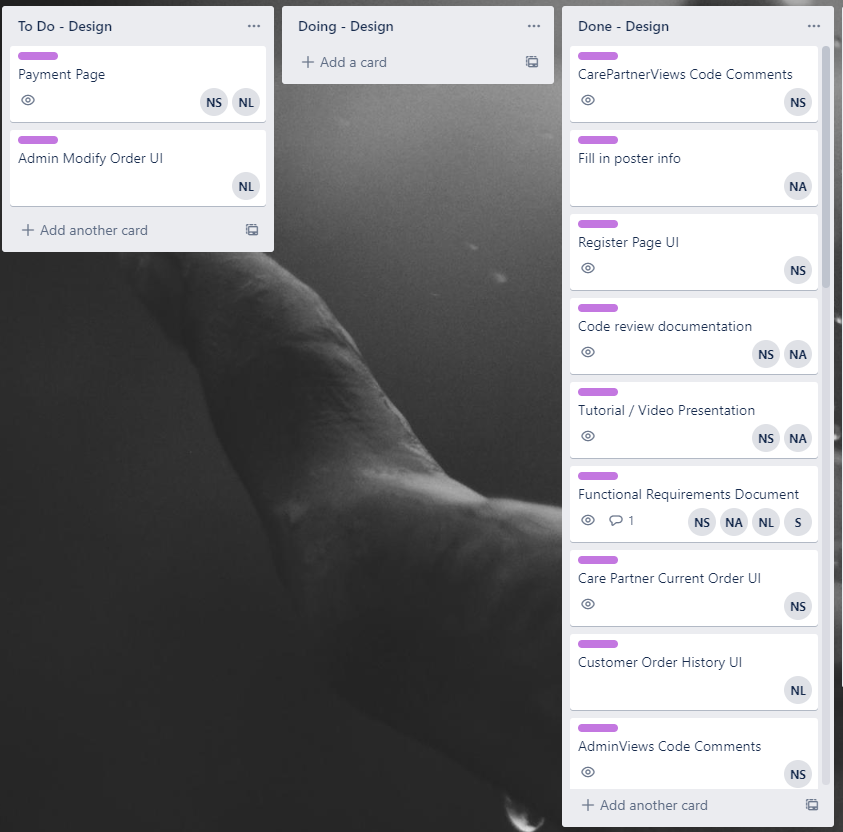 To Do - Design
Payment Page
NS NL
Admin Modify Order UI
NL
Add another card
Doing - Design
Add a card
Done - Design
CarePartnerViews Code Comments
NS
Fill in poster info
NA
Register Page UI
NS
Code review documentation
NS NA
Tutorial / Video Presentation
NS NA
Functional Requirements Document
1 NS NA NL S
Care Partner Current Order UI
NS
Customer Order History UI
NL
AdminViews Code Comments
NS
Add another card